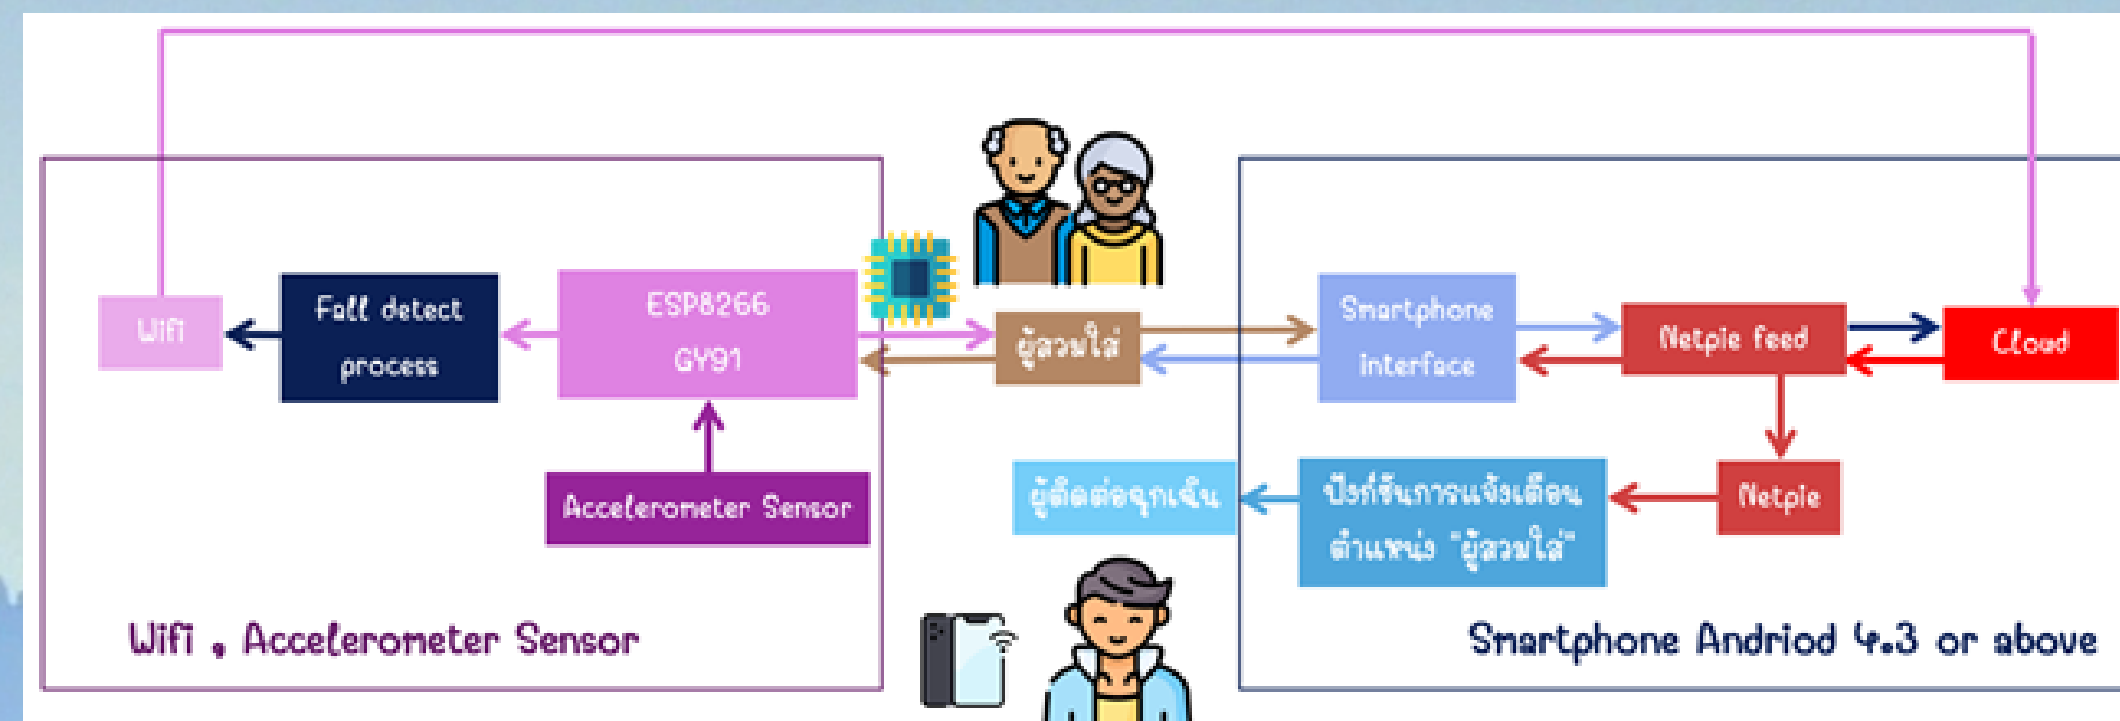 Wifi
Fall detect
process
ESP8266
GY91
Accelerometer Sensor
Wifi , Accelerometer Sensor
ผู้สวมใส่
ผู้ติดต่อฉุกเฉิน
Smartphone
interface
Netpie feed
Cloud
ปังก์ชันการแจ้งเตือน
ตำแหน่ง "ผู้สวมใส่"
Netpie
Smartphone Andriod 4.3 or above